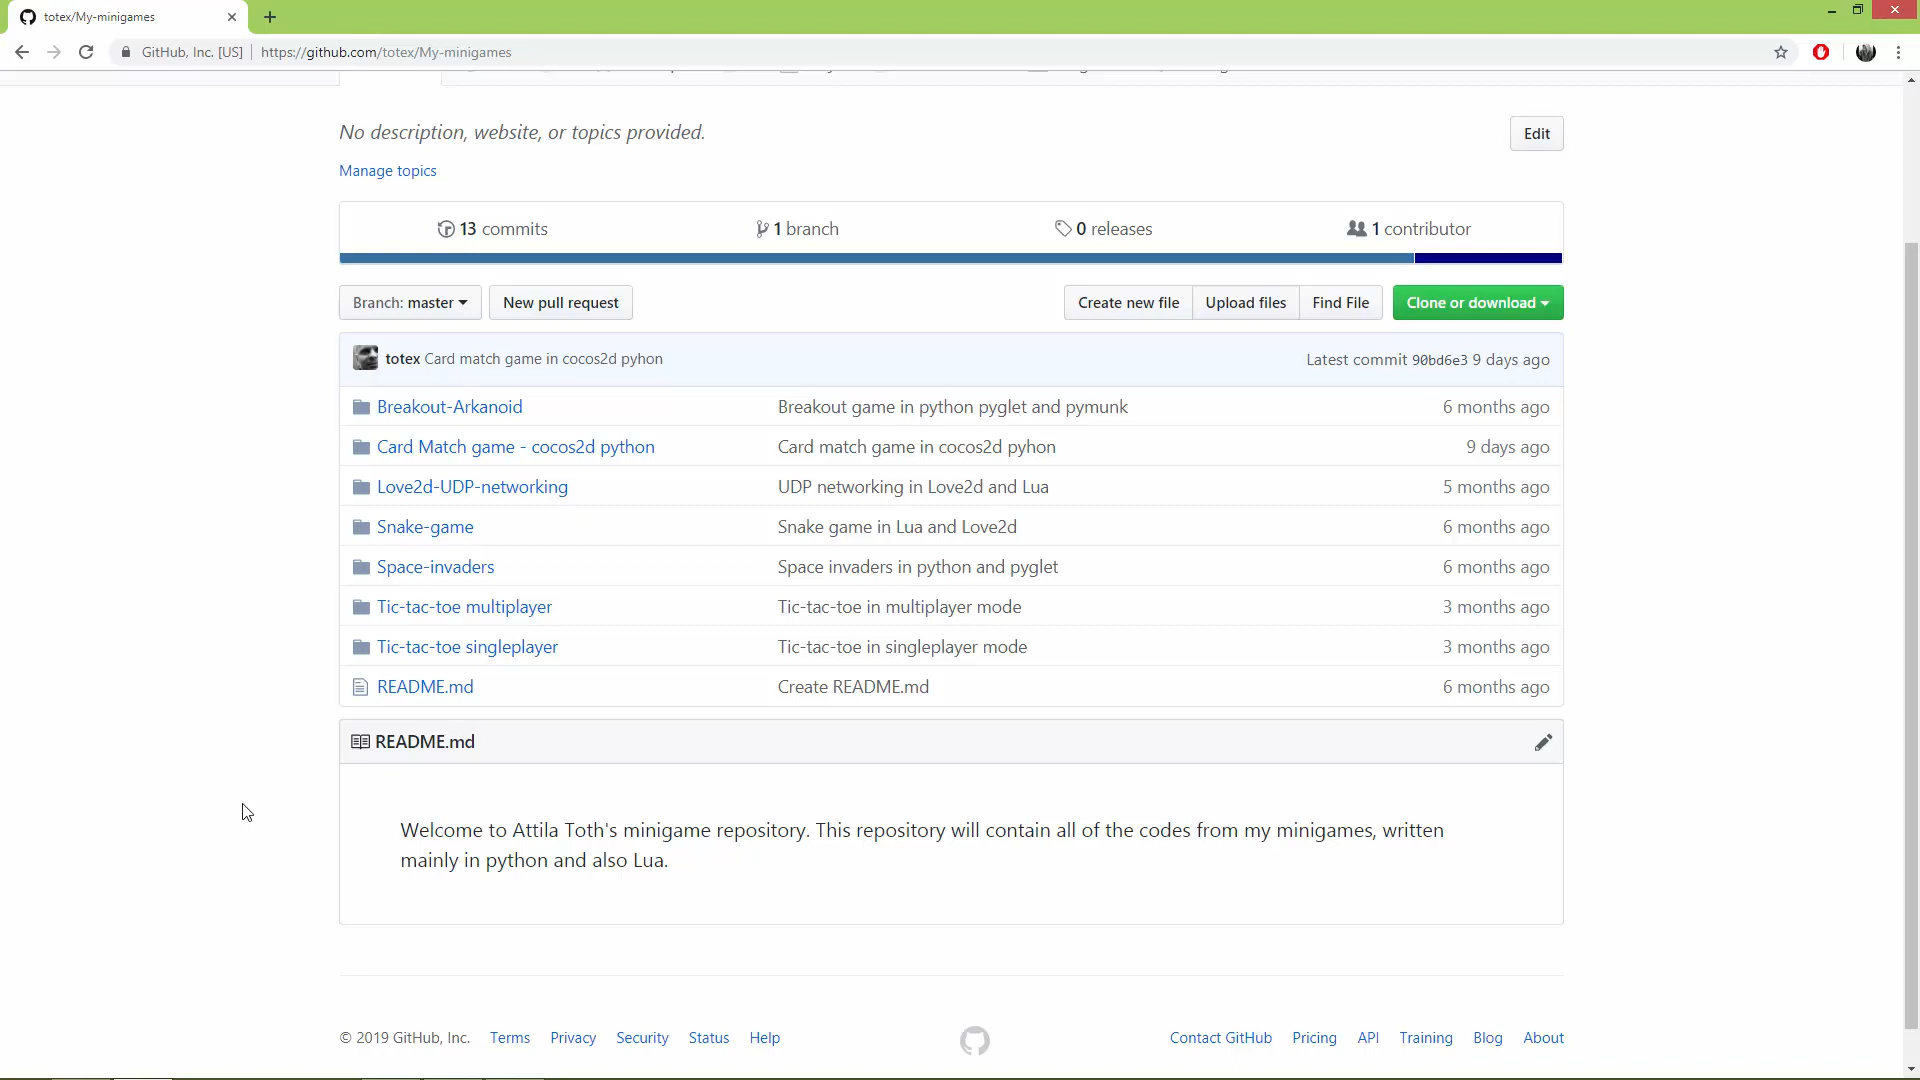 totex/My-minigames
GitHub, Inc. [US] https://github.com/totex/My-minigames
No description, website, or topics provided.
Edit
Manage topics
13 commits 1 branch 0 releases 1 contributor
Branch: master New pull request Create new file Upload files Find File Clone or download
totex Card match game in cocos2d pyhon Latest commit 90bd6e3 9 days ago
Breakout-Arkanoid Breakout game in python pyglet and pymunk 6 months ago
Card Match game - cocos2d python Card match game in cocos2d pyhon 9 days ago
Love2d-UDP-networking UDP networking in Love2d and Lua 5 months ago
Snake-game Snake game in Lua and Love2d 6 months ago
Space-invaders Space invaders in python and pyglet 6 months ago
Tic-tac-toe multiplayer Tic-tac-toe in multiplayer mode 3 months ago
Tic-tac-toe singleplayer Tic-tac-toe in singleplayer mode 3 months ago
README.md Create README.md 6 months ago
README.md
Welcome to Attila Toth's minigame repository. This repository will contain all of the codes from my minigames, written
mainly in python and also Lua.
© 2019 GitHub, Inc. Terms Privacy Security Status Help Contact GitHub Pricing API Training Blog About